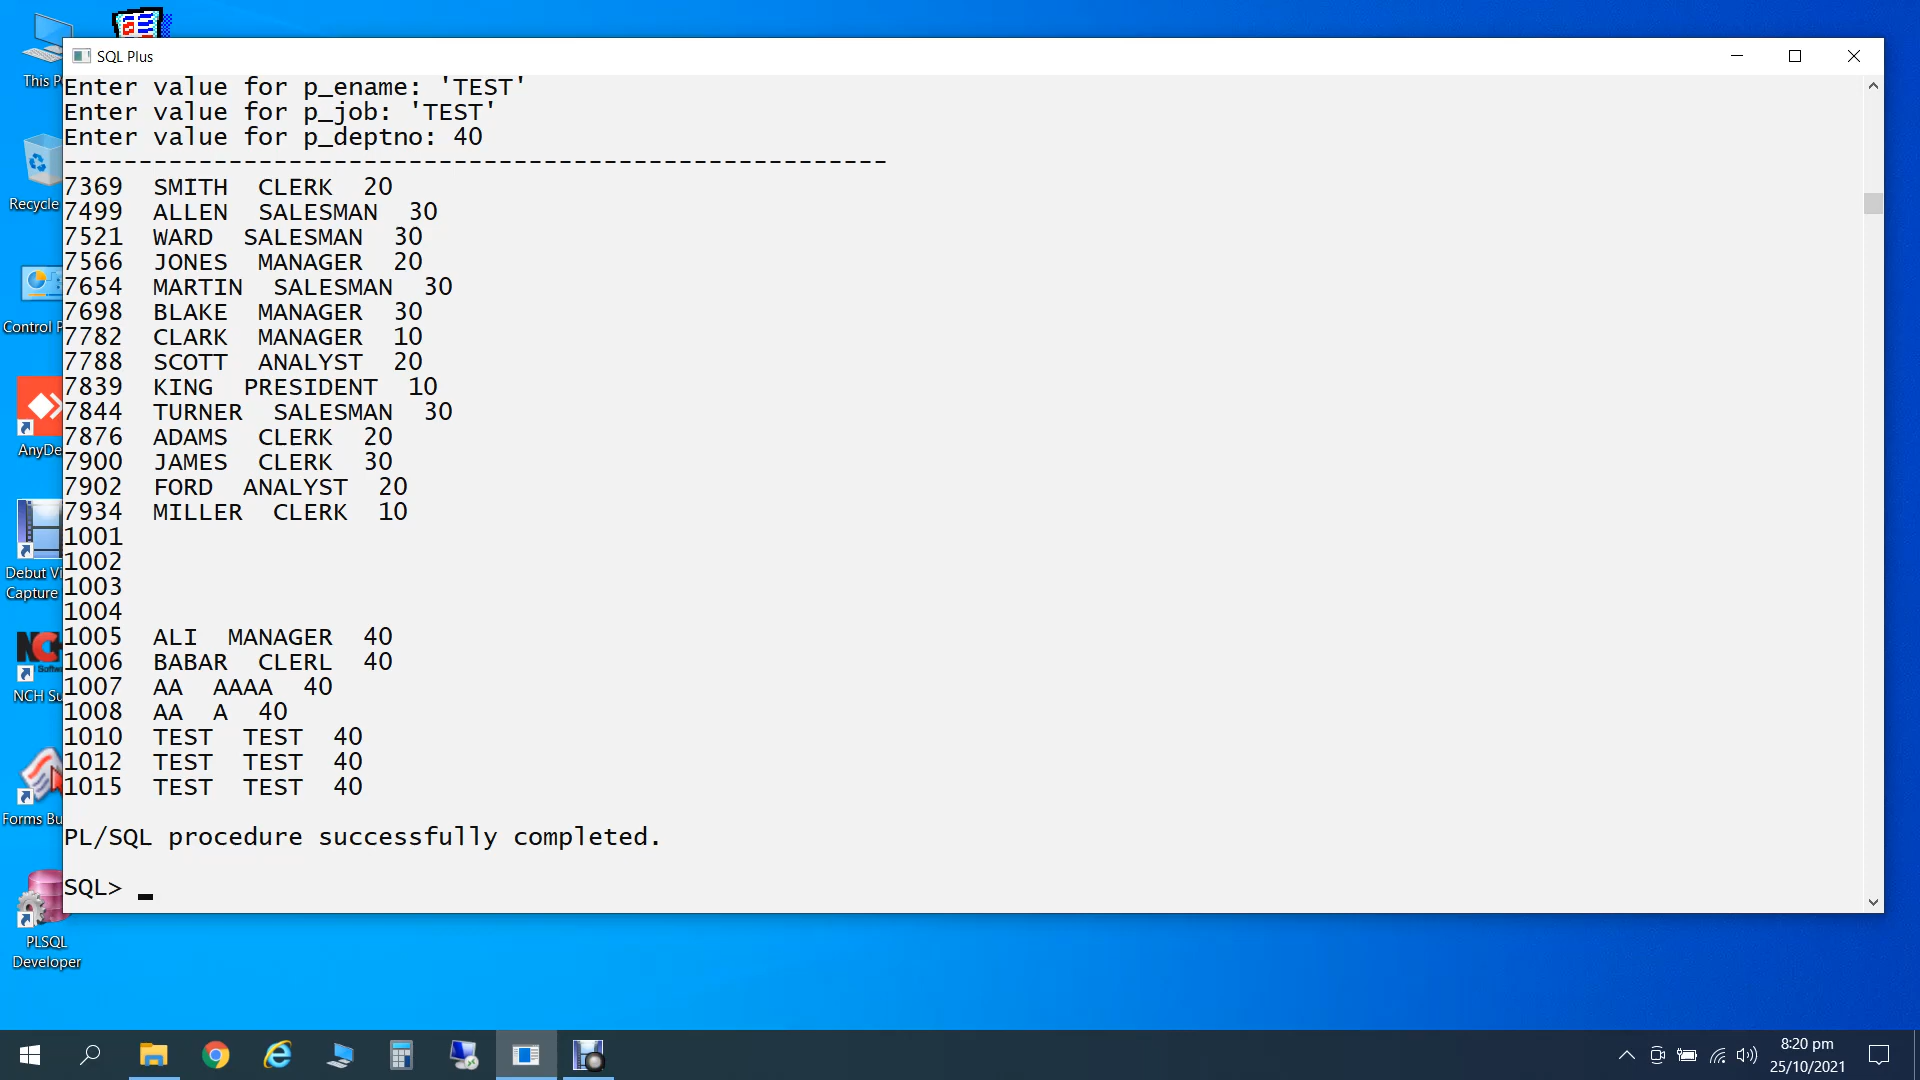 SQL Plus
This P
Enter value for p_ename: 'TEST'
Enter value for p_job: 'TEST'
Enter value for p_deptno: 40
-------------------------------------------------------
7369  SMITH  CLERK  20
7499  ALLEN  SALESMAN  30
7521  WARD  SALESMAN  30
7566  JONES  MANAGER  20
7654  MARTIN  SALESMAN  30
7698  BLAKE  MANAGER  30
7782  CLARK  MANAGER  10
7788  SCOTT  ANALYST  20
7839  KING  PRESIDENT  10
7844  TURNER  SALESMAN  30
7876  ADAMS  CLERK  20
7900  JAMES  CLERK  30
7902  FORD  ANALYST  20
7934  MILLER  CLERK  10
1001
1002
1003
1004
1005  ALI  MANAGER  40
1006  BABAR  CLERL  40
1007  AA  AAAA  40
1008  AA  A  40
1010  TEST  TEST  40
1012  TEST  TEST  40
1015  TEST  TEST  40
PL/SQL procedure successfully completed.
SQL> _
Recycle
Control P
AnyDe
Debut Vi
Capture
NCH Su
Forms Bu
PLSQL
Developer
8:20 pm
25/10/2021